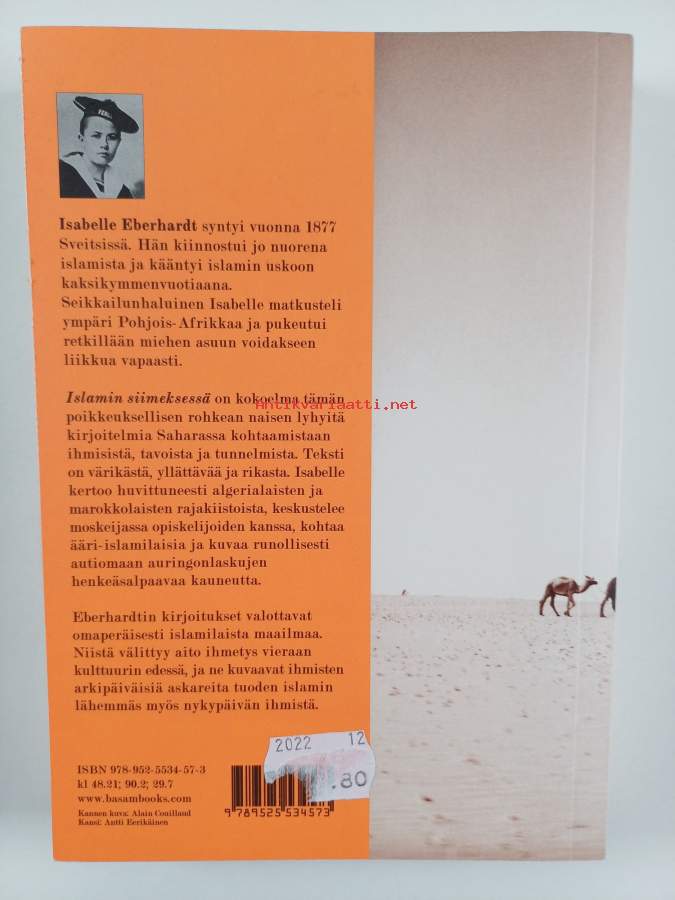 Isabelle Eberhardt syntyi vuonna 1877
Sveitsissä. Hän kiinnostui jo nuorena
islamista ja kääntyi islamin uskoon
kaksikymmenvuotiaana.
Seikkailunhaluinen Isabelle matkusteli
ympäri Pohjois-Afrikkaa ja pukeutui
retkillään miehen asuun voidakseen
liikkua vapaasti.
Islamin siimeksessä on kokoelma tämän
antikvariaatti.net
poikkeuksellisen rohkean naisen lyhyitä
kirjoitelmia Saharassa kohtaamistaan
ihmisistä, tavoista ja tunnelmista. Teksti
on värikästä, yllättävää ja rikasta. Isabelle
kertoo huvittuneesti algerialaisten ja
marokkolaisten rajakiistoista, keskustelee
moskeijassa opiskelijoiden kanssa, kohtaa
ääri-islamilaisia ja kuvaa runollisesti
autiomaan auringonlaskujen
henkeäsalpaavaa kauneutta.
Eberhardtin kirjoitukset valottavat
omaperäisesti islamilaista maailmaa.
Niistä välittyy aito ihmetys vieraan
kulttuurin edessä, ja ne kuvaavat ihmisten
arkipäiväisiä askareita tuoden islamin
lähemmäs myös nykypäivän ihmistä.
2022 12
.80
ISBN 978-952-5534-57-3
kl 48.21; 90.2; 29.7
www.basambooks.com
Kannen kuva: Alain Couillaud
Kansi: Antti Eerikäinen
9 789525 534573